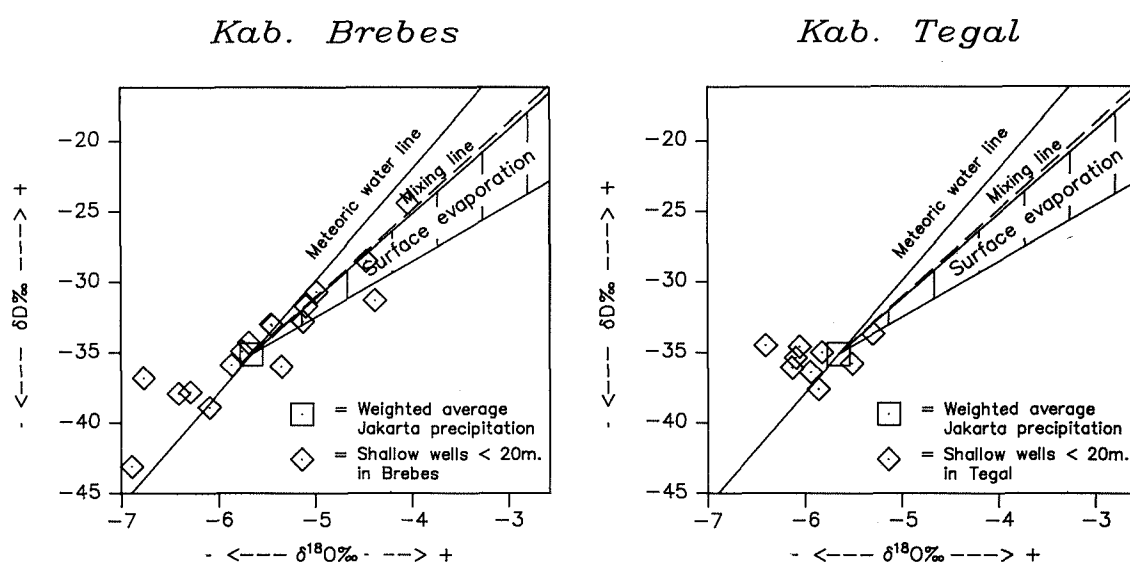 Kab. Brebes
Meteoric water line
Mixing line
Surface evaporation
−20
−25
−30
−35
−40
−45
- <--- δD‰ ---> +
= Weighted average
Jakarta precipitation
= Shallow wells < 20m.
in Brebes
−7
−6
−5
−4
−3
- <--- δ¹⁸O‰ - --> +
Kab. Tegal
Meteoric water line
Mixing line
Surface evaporation
−20
−25
−30
−35
−40
−45
- <--- δD‰ ---> +
= Weighted average
Jakarta precipitation
= Shallow wells < 20m.
in Tegal
−7
−6
−5
−4
−3
- <--- δ¹⁸O‰ ---> +